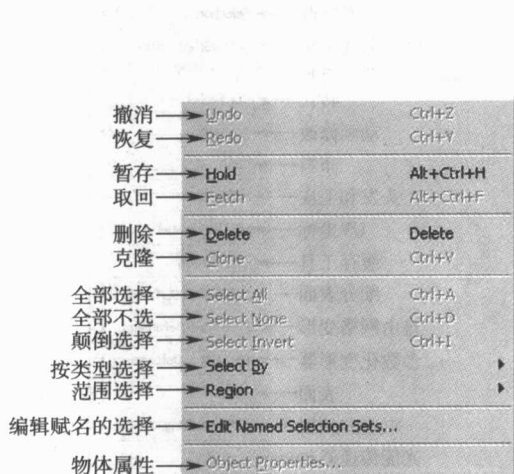 撤消 Undo Ctrl+Z
恢复 Redo Ctrl+Y
暂存 Hold Alt+Ctrl+H
取回 Fetch Alt+Ctrl+F
删除 Delete Delete
克隆 Clone Ctrl+V
全部选择 Select All Ctrl+A
全部不选 Select None Ctrl+D
颠倒选择 Select Invert Ctrl+I
按类型选择 Select By
范围选择 Region
编辑赋名的选择 Edit Named Selection Sets...
物体属性 Object Properties...